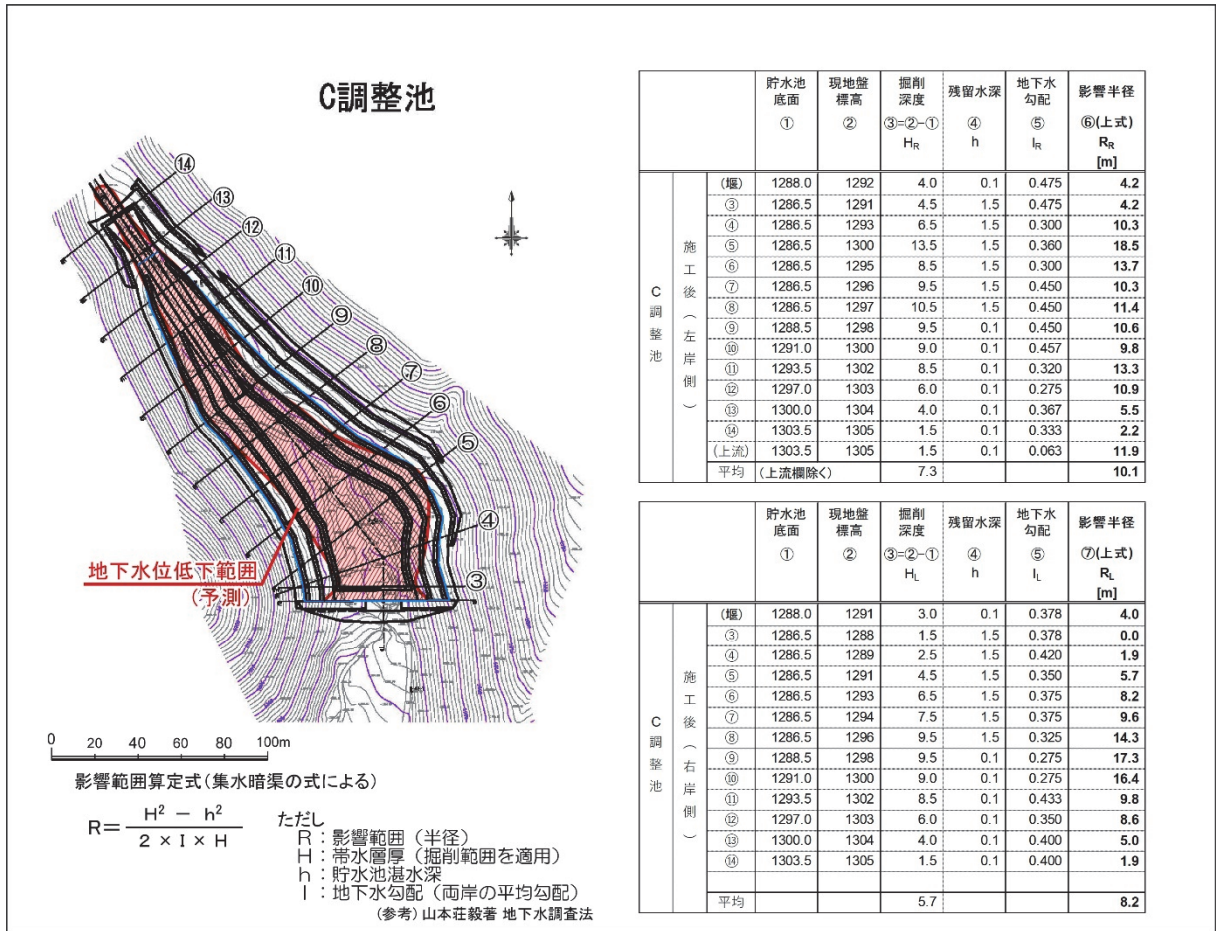 C調整池
⑭
⑬
⑫
⑪
⑩
⑨
⑧
⑦
⑥
⑤
④
③
地下水位低下範囲
(予測)
0 20 40 60 80 100m
影響範囲算定式(集水暗渠の式による)
R= H² − h² / 2 × I × H
ただし
R：影響範囲（半径）
H：帯水層厚（掘削範囲を適用）
h：貯水池湛水深
I：地下水勾配（両岸の平均勾配）
(参考) 山本荘毅著 地下水調査法
貯水池底面 現地盤標高 掘削深度 残留水深 地下水勾配 影響半径
① ② ③=②-① ④ ⑤ ⑥(上式)
H_R h I_R R_R
[m]
C調整池
施工後（左岸側）
(堰) 1288.0 1292 4.0 0.1 0.475 4.2
③ 1286.5 1291 4.5 1.5 0.475 4.2
④ 1286.5 1293 6.5 1.5 0.300 10.3
⑤ 1286.5 1300 13.5 1.5 0.360 18.5
⑥ 1286.5 1295 8.5 1.5 0.300 13.7
⑦ 1286.5 1296 9.5 1.5 0.450 10.3
⑧ 1286.5 1297 10.5 1.5 0.450 11.4
⑨ 1288.5 1298 9.5 0.1 0.450 10.6
⑩ 1291.0 1300 9.0 0.1 0.457 9.8
⑪ 1293.5 1302 8.5 0.1 0.320 13.3
⑫ 1297.0 1303 6.0 0.1 0.275 10.9
⑬ 1300.0 1304 4.0 0.1 0.367 5.5
⑭ 1303.5 1305 1.5 0.1 0.333 2.2
(上流) 1303.5 1305 1.5 0.1 0.063 11.9
平均 (上流欄除く) 7.3 10.1
貯水池底面 現地盤標高 掘削深度 残留水深 地下水勾配 影響半径
① ② ③=②-① ④ ⑤ ⑦(上式)
H_L h I_L R_L
[m]
C調整池
施工後（右岸側）
(堰) 1288.0 1291 3.0 0.1 0.378 4.0
③ 1286.5 1288 1.5 1.5 0.378 0.0
④ 1286.5 1289 2.5 1.5 0.420 1.9
⑤ 1286.5 1291 4.5 1.5 0.350 5.7
⑥ 1286.5 1293 6.5 1.5 0.375 8.2
⑦ 1286.5 1294 7.5 1.5 0.375 9.6
⑧ 1286.5 1296 9.5 1.5 0.325 14.3
⑨ 1288.5 1298 9.5 0.1 0.275 17.3
⑩ 1291.0 1300 9.0 0.1 0.275 16.4
⑪ 1293.5 1302 8.5 0.1 0.433 9.8
⑫ 1297.0 1303 6.0 0.1 0.350 8.6
⑬ 1300.0 1304 4.0 0.1 0.400 5.0
⑭ 1303.5 1305 1.5 0.1 0.400 1.9
平均 5.7 8.2